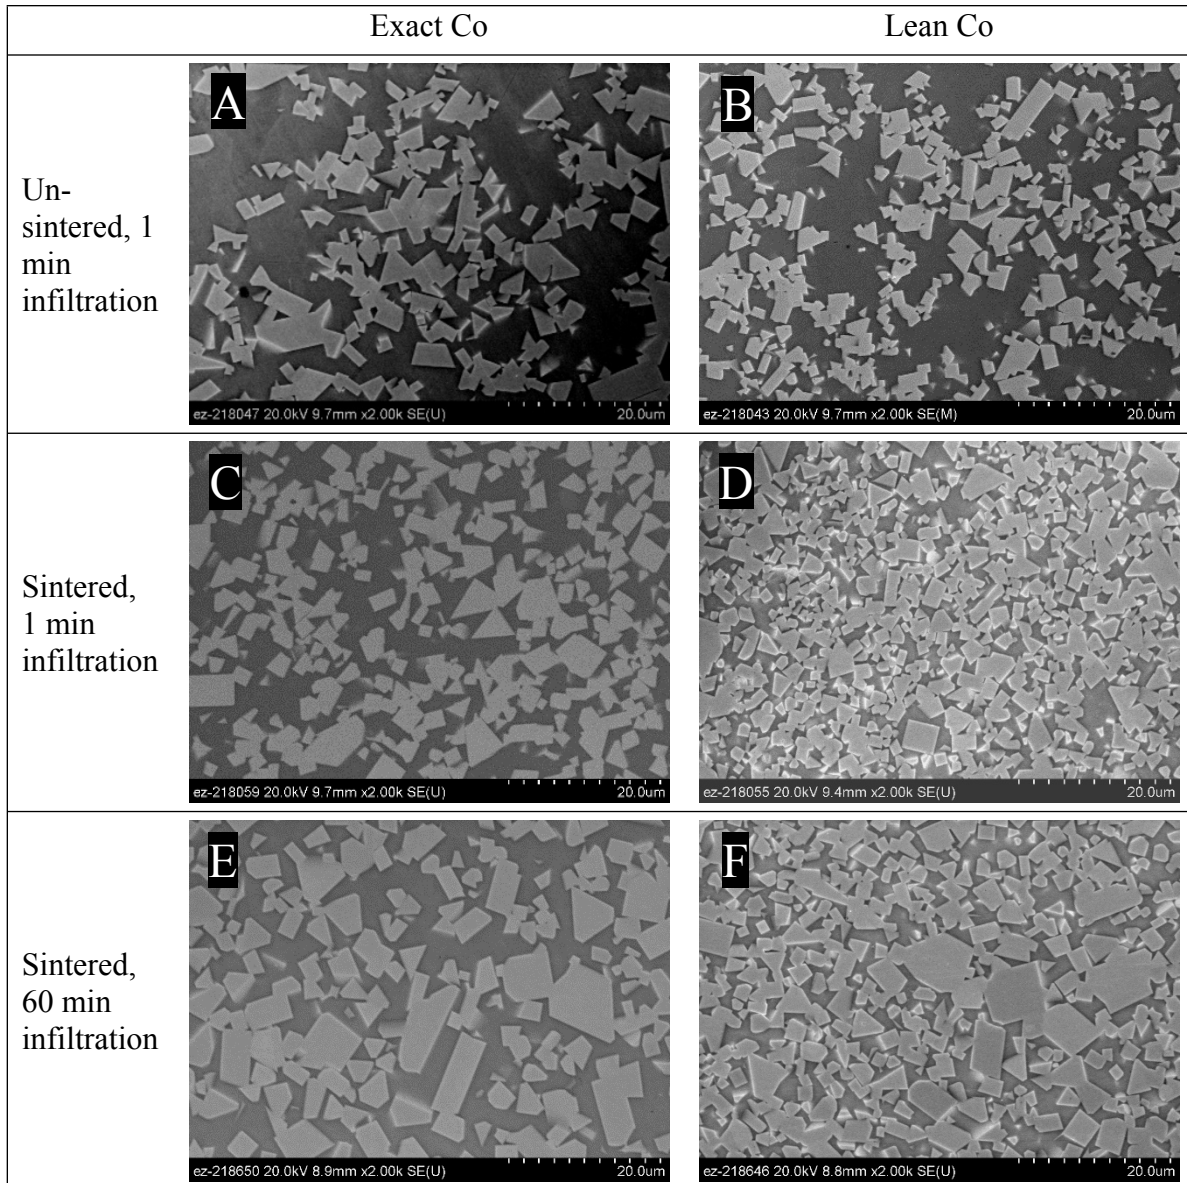 Exact Co
Lean Co
Un-
sintered, 1
min
infiltration
A
ez-218047 20.0kV 9.7mm x2.00k SE(U)
20.0um
B
ez-218043 20.0kV 9.7mm x2.00k SE(M)
20.0um
Sintered,
1 min
infiltration
C
ez-218059 20.0kV 9.7mm x2.00k SE(U)
20.0um
D
ez-218055 20.0kV 9.4mm x2.00k SE(U)
20.0um
Sintered,
60 min
infiltration
E
ez-218650 20.0kV 8.9mm x2.00k SE(U)
20.0um
F
ez-218646 20.0kV 8.8mm x2.00k SE(U)
20.0um